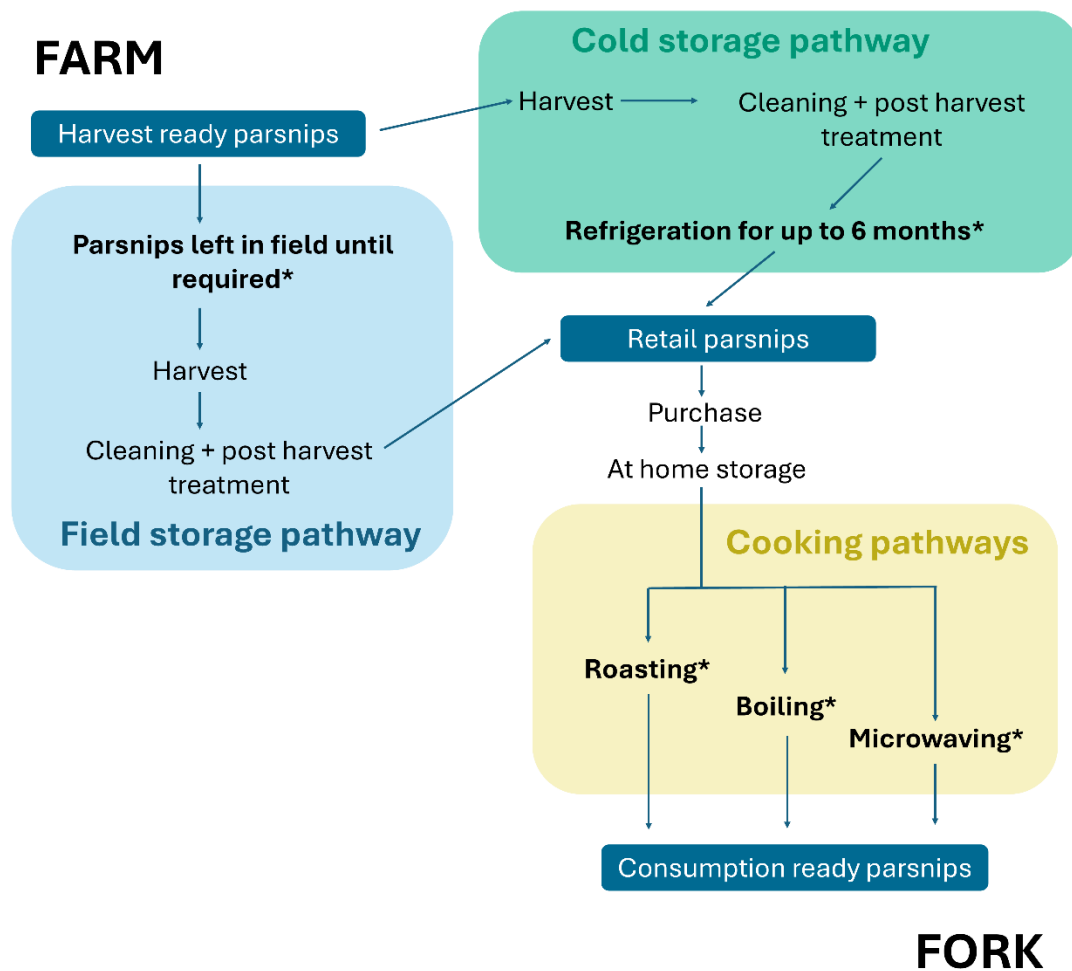 FARM
Harvest ready parsnips
Cold storage pathway
Harvest
Cleaning + post harvest
treatment
Refrigeration for up to 6 months*
Parsnips left in field until
required*
Harvest
Cleaning + post harvest
treatment
Field storage pathway
Retail parsnips
Purchase
At home storage
Cooking pathways
Roasting*
Boiling*
Microwaving*
Consumption ready parsnips
FORK